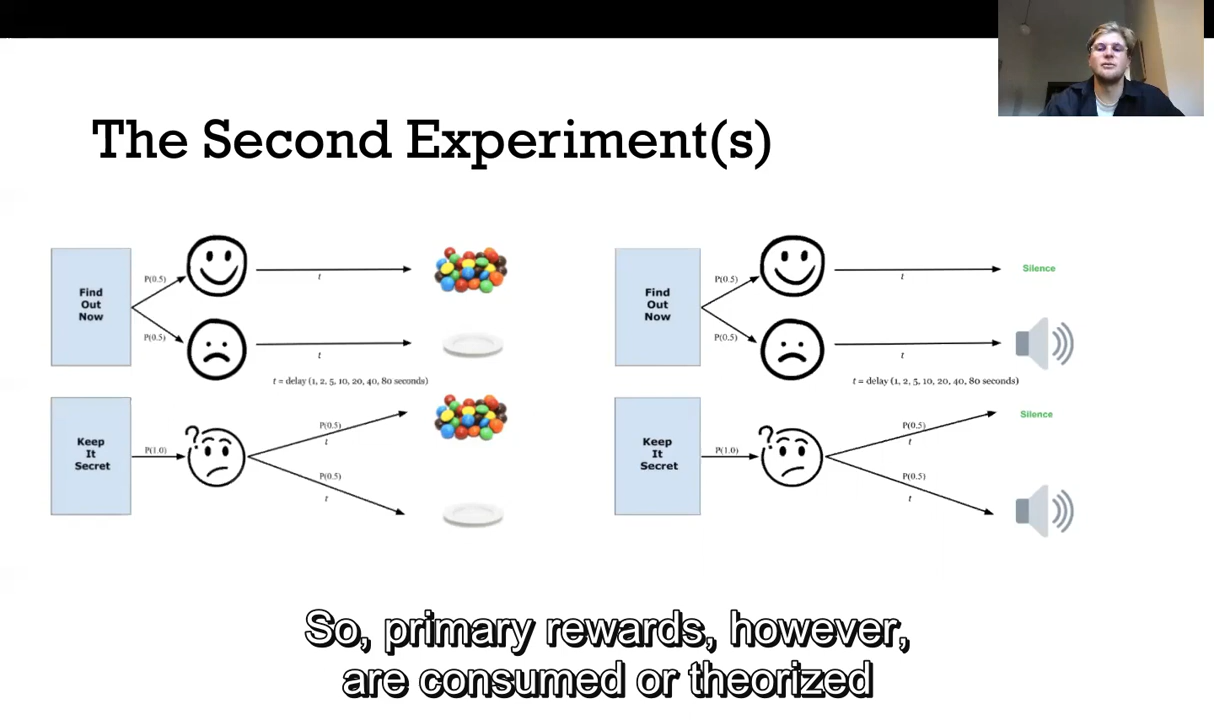 The Second Experiment(s)
Find
Out
Now
P(0.5)
P(0.5)
t
t
t = delay (1, 2, 5, 10, 20, 40, 80 seconds)
Keep
It
Secret
P(1.0)
?
P(0.5)
t
P(0.5)
t
Find
Out
Now
P(0.5)
P(0.5)
t
t
Silence
t = delay (1, 2, 5, 10, 20, 40, 80 seconds)
Keep
It
Secret
P(1.0)
?
P(0.5)
t
P(0.5)
t
Silence
So, primary rewards, however,
are consumed or theorized